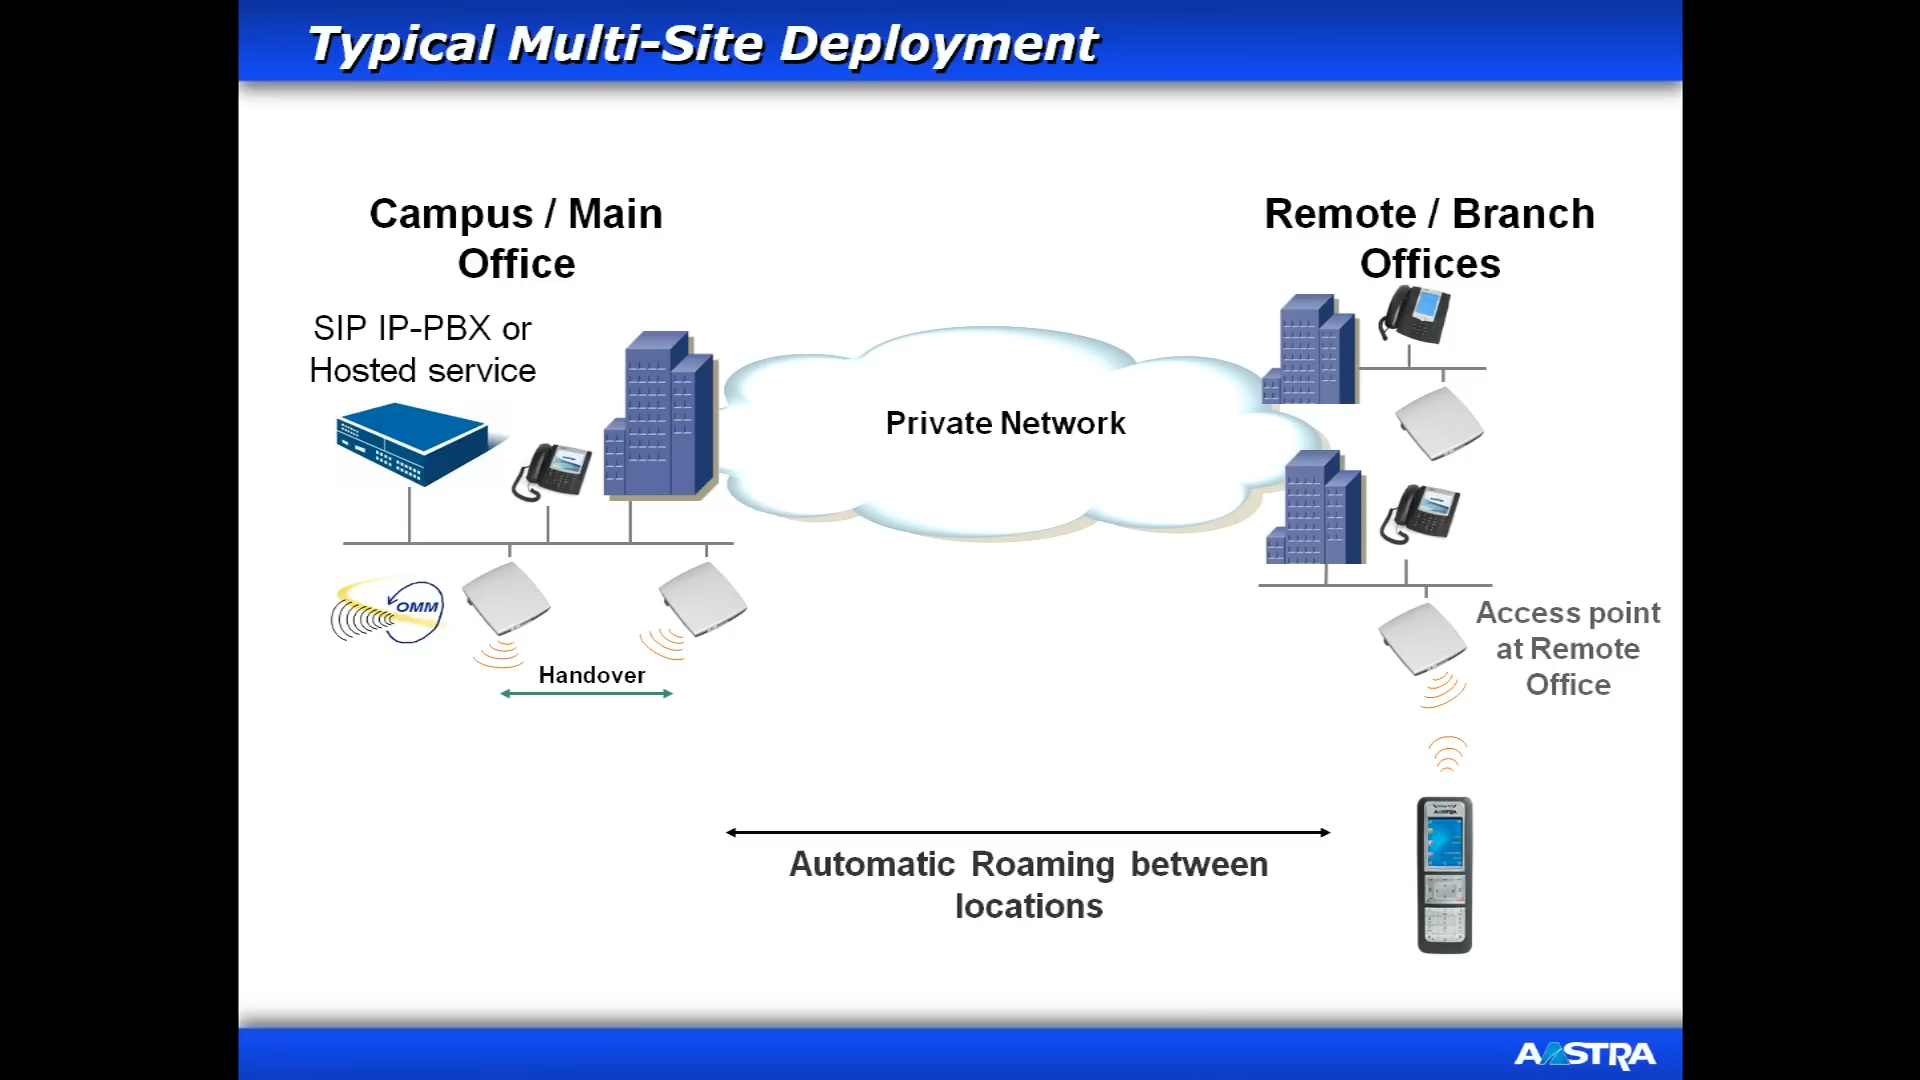 Typical Multi-Site Deployment
Campus / Main
Office
SIP IP-PBX or
Hosted service
OMM
Handover
Private Network
Remote / Branch
Offices
Access point
at Remote
Office
Automatic Roaming between
locations
AASTRA
AASTRA